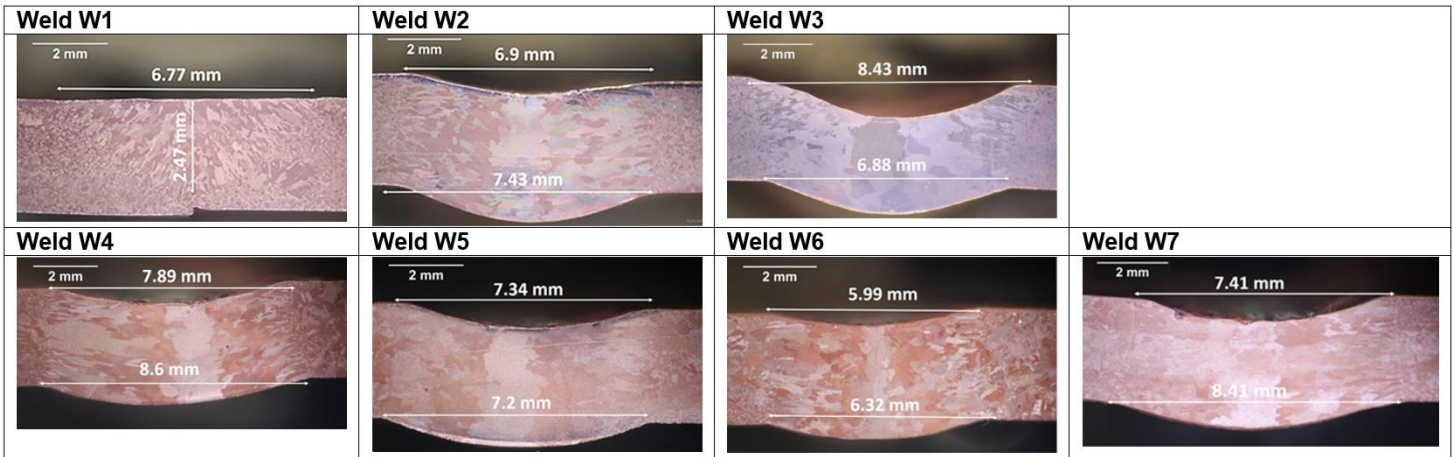 Weld W1
Weld W2
Weld W3
2 mm
6.77 mm
2.47 mm
2 mm
6.9 mm
7.43 mm
2 mm
8.43 mm
6.88 mm
Weld W4
Weld W5
Weld W6
Weld W7
2 mm
7.89 mm
8.6 mm
2 mm
7.34 mm
7.2 mm
2 mm
5.99 mm
6.32 mm
2 mm
7.41 mm
8.41 mm